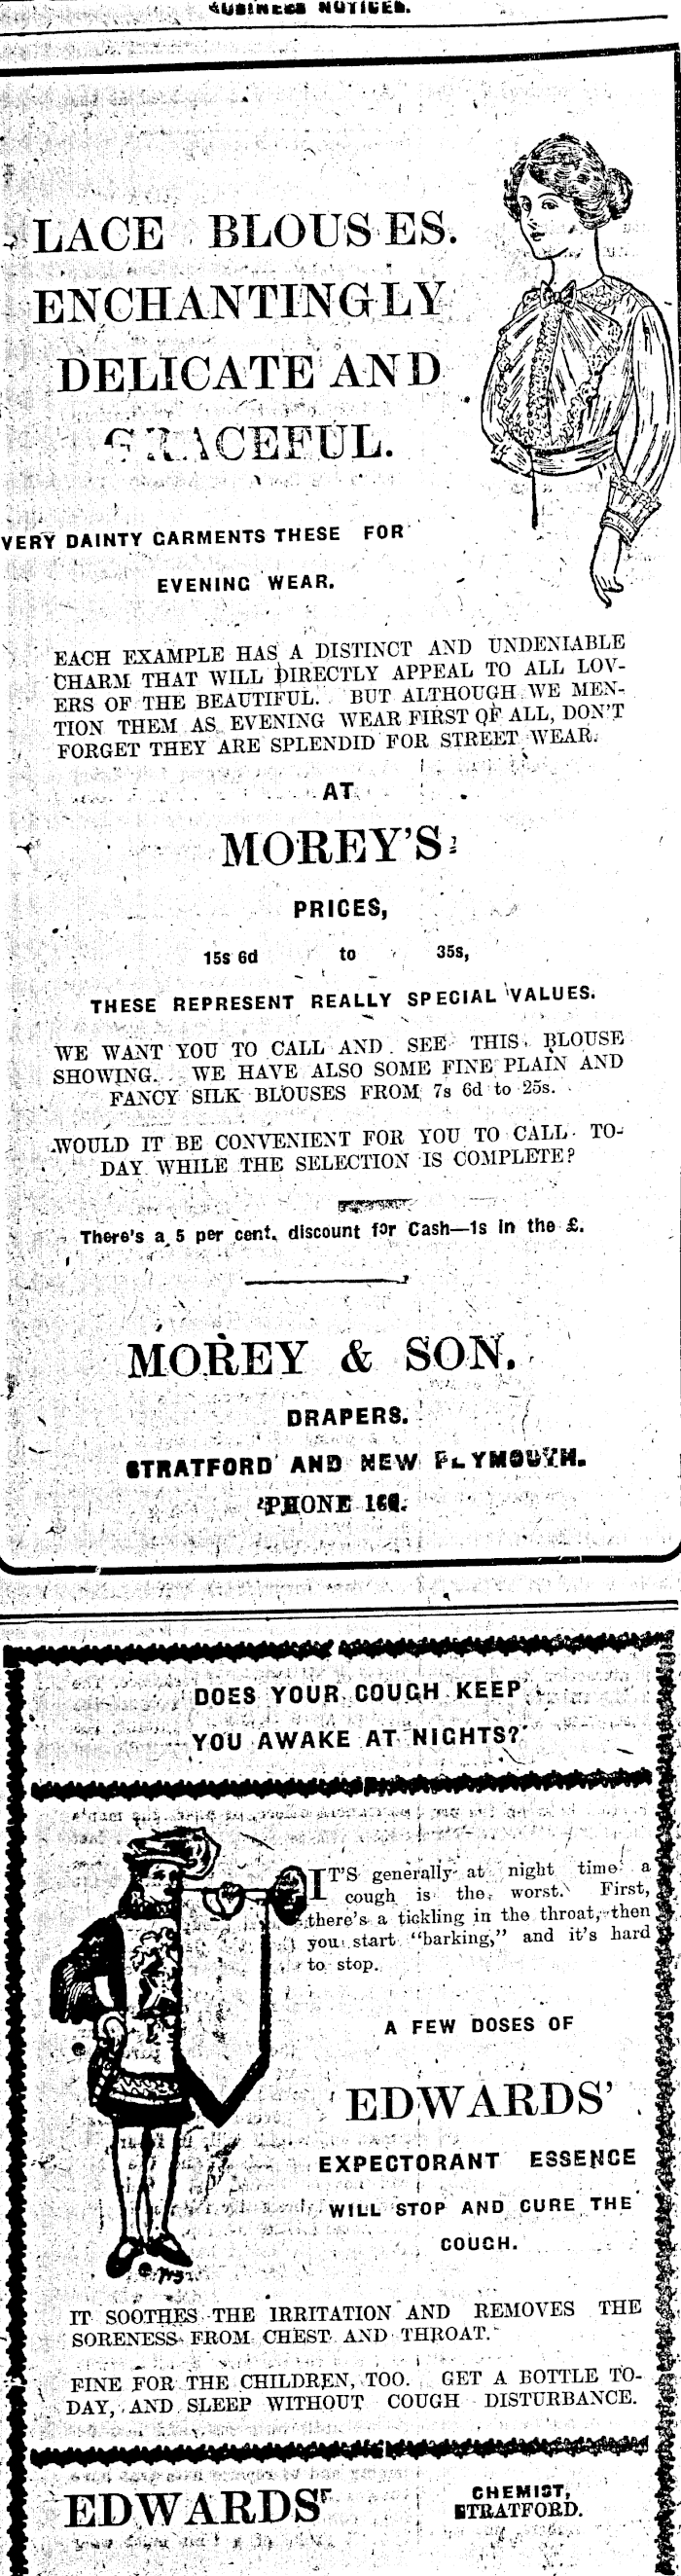 BUSINESS NOTICES.
LACE BLOUSES.
ENCHANTINGLY
DELICATE AND
GRACEFUL.
VERY DAINTY GARMENTS THESE FOR
EVENING WEAR.
EACH EXAMPLE HAS A DISTINCT AND UNDENIABLE
CHARM THAT WILL DIRECTLY APPEAL TO ALL LOV-
ERS OF THE BEAUTIFUL. BUT ALTHOUGH WE MEN-
TION THEM AS EVENING WEAR FIRST OF ALL, DON'T
FORGET THEY ARE SPLENDID FOR STREET WEAR.
AT
MOREY'S
PRICES,
15s 6d to 35s,
THESE REPRESENT REALLY SPECIAL VALUES.
WE WANT YOU TO CALL AND SEE THIS BLOUSE
SHOWING. WE HAVE ALSO SOME FINE PLAIN AND
FANCY SILK BLOUSES FROM 7s 6d to 25s.
WOULD IT BE CONVENIENT FOR YOU TO CALL TO-
DAY WHILE THE SELECTION IS COMPLETE?
There's a 5 per cent. discount for Cash—1s in the £.
MOREY & SON.
DRAPERS.
STRATFORD AND NEW PLYMOUTH.
'PHONE
DOES YOUR COUGH KEEP
YOU AWAKE AT NIGHTS?
IT'S generally at night time a
cough is the worst. First,
there's a tickling in the throat, then
you start "barking," and it's hard
to stop.
A FEW DOSES OF
EDWARDS'
EXPECTORANT ESSENCE
WILL STOP AND CURE THE
COUGH.
IT SOOTHES THE IRRITATION AND REMOVES THE
SORENESS FROM CHEST AND THROAT.
FINE FOR THE CHILDREN, TOO. GET A BOTTLE TO-
DAY, AND SLEEP WITHOUT COUGH DISTURBANCE.
EDWARDS' CHEMIST,
STRATFORD.